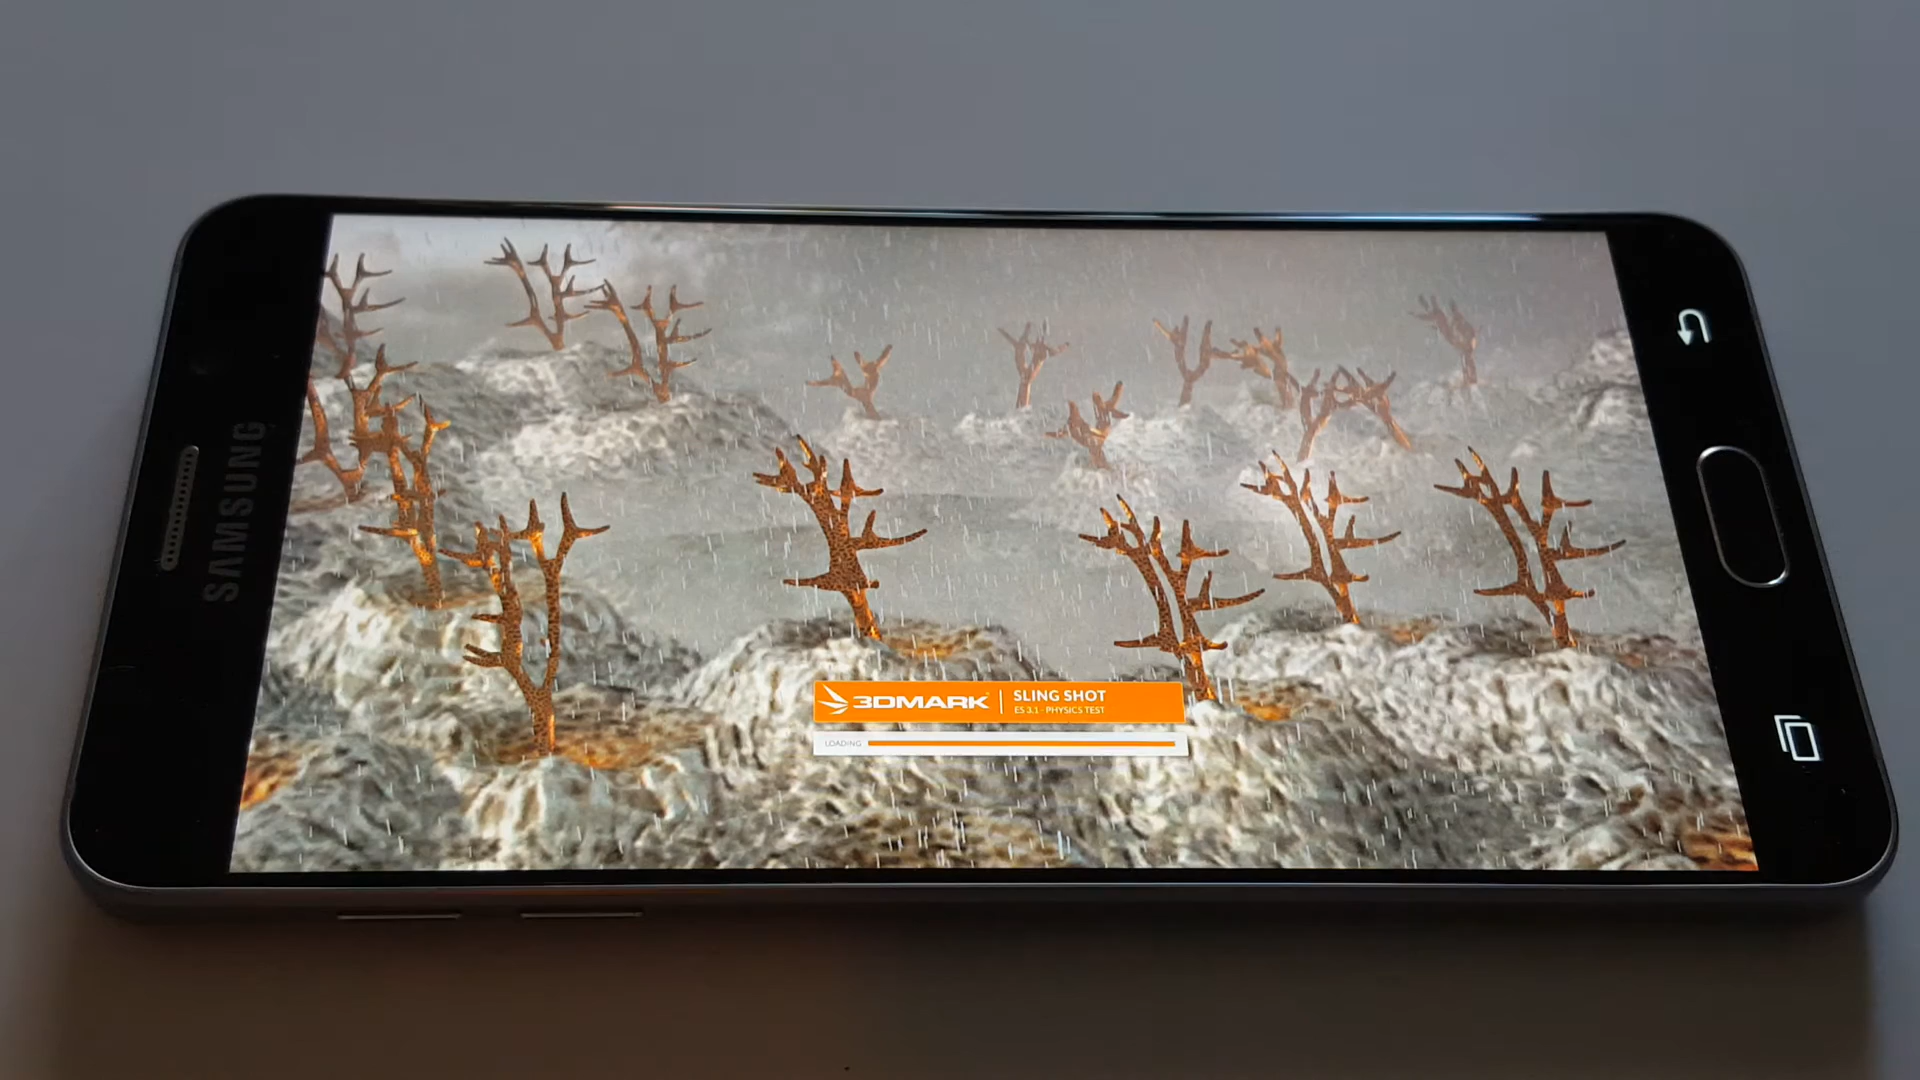 SAMSUNG
3DMARK
SLING SHOT
ES 3.1 - PHYSICS TEST
LOADING